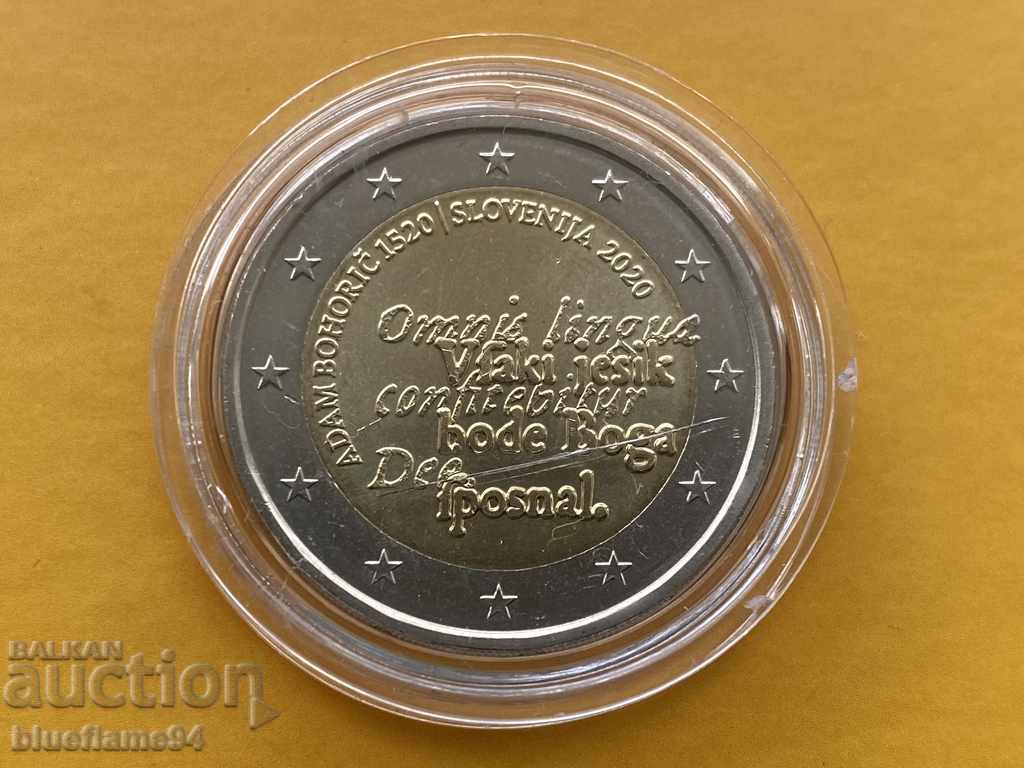 ADAM BOHORIČ 1520 | SLOVENIJA 2020
Omnis lingua
Vſaki jesik
confitebitur
bode Boga
Deo.
ſposnal.
BALKAN
auction
blueflame94